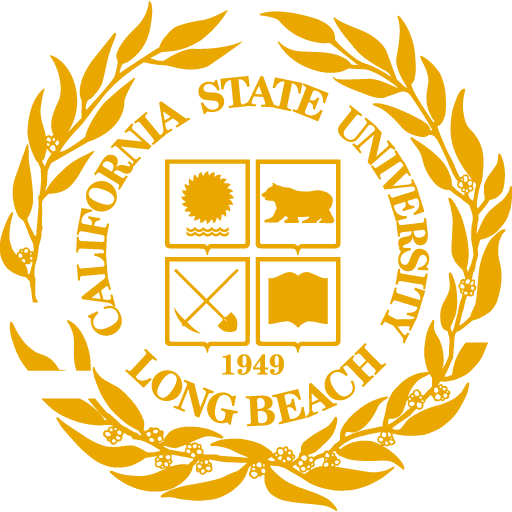 CALIFORNIA STATE UNIVERSITY
1949
LONG BEACH